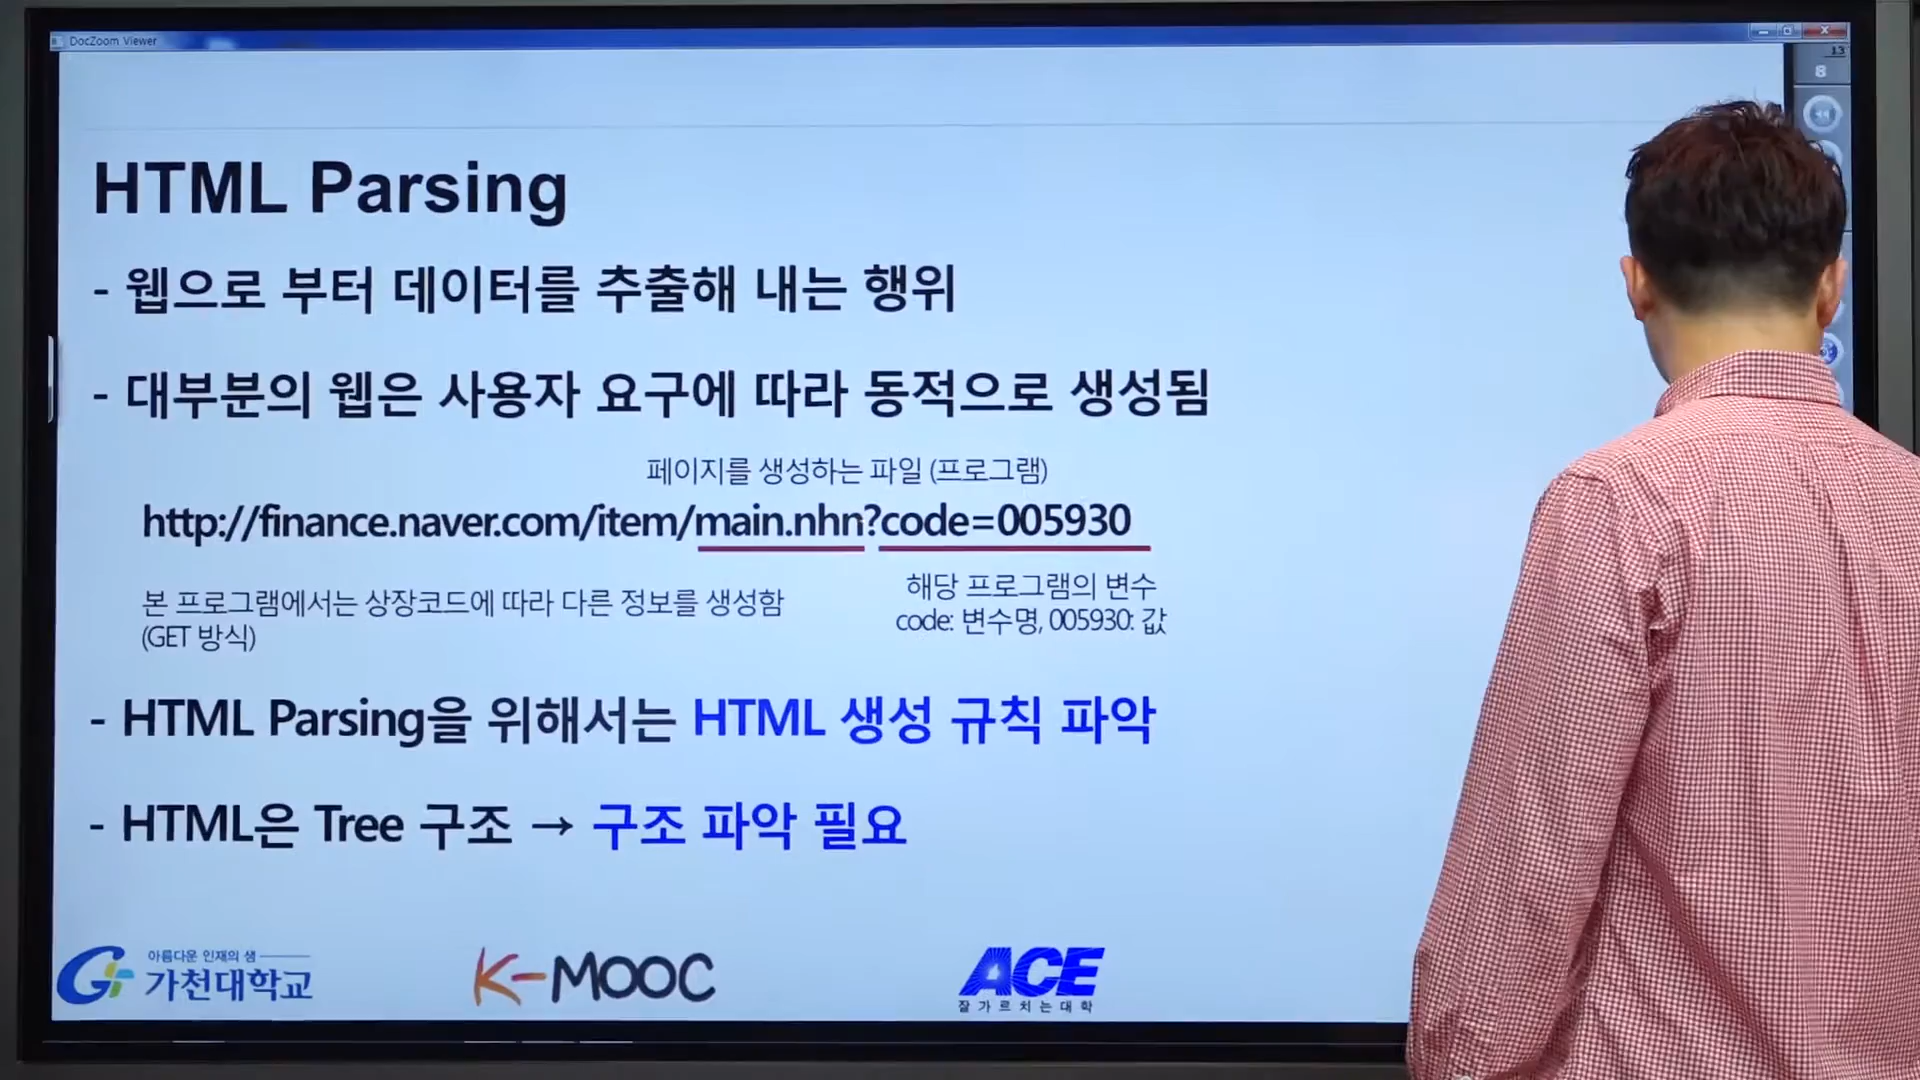 DocZoom Viewer
13
8
HTML Parsing
- 웹으로 부터 데이터를 추출해 내는 행위
- 대부분의 웹은 사용자 요구에 따라 동적으로 생성됨
페이지를 생성하는 파일 (프로그램)
http://finance.naver.com/item/main.nhn?code=005930
본 프로그램에서는 상장코드에 따라 다른 정보를 생성함
(GET 방식)
해당 프로그램의 변수
code: 변수명, 005930: 값
- HTML Parsing을 위해서는 HTML 생성 규칙 파악
- HTML은 Tree 구조 → 구조 파악 필요
아름다운 인재의 샘
가천대학교
K-MOOC
ACE
잘가르치는대학